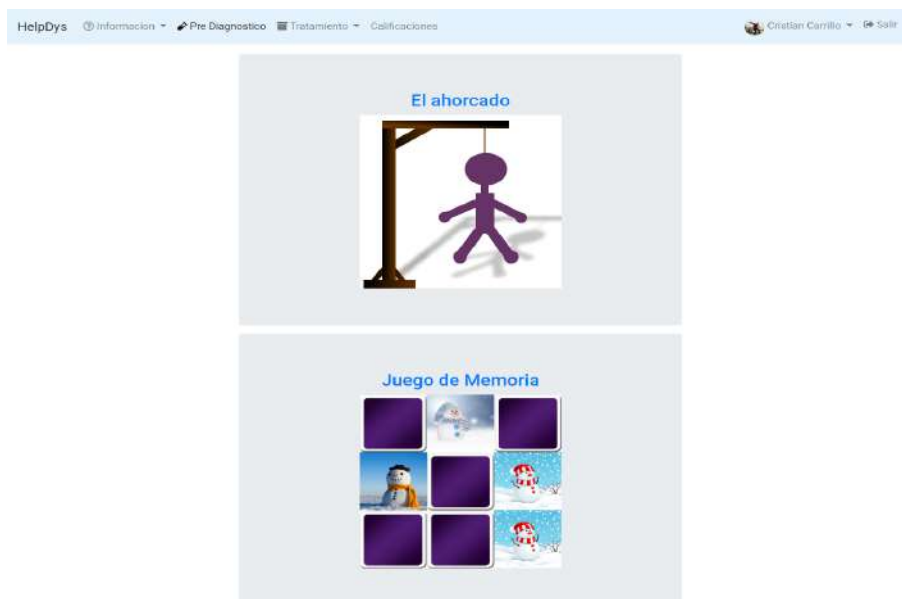 HelpDys Informacion Pre Diagnostico Tratamiento Calificaciones Cristian Carrillo Salir
El ahorcado
Juego de Memoria